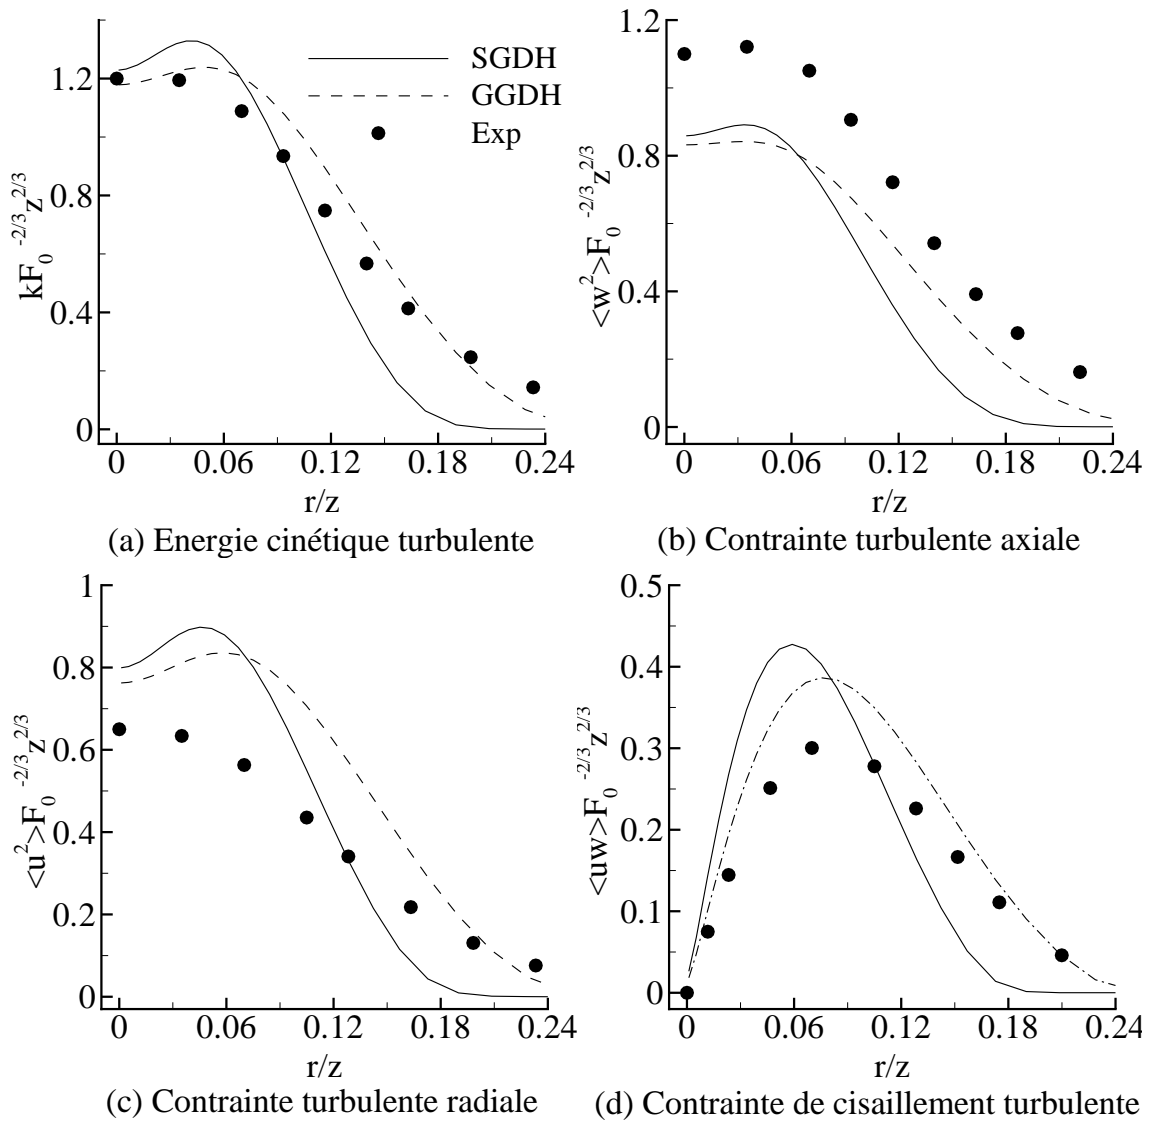 SGDH
GGDH
Exp
1.2
0.8
0.4
0
kF₀⁻²/³z²/³
0 0.06 0.12 0.18 0.24
r/z
(a) Energie cinétique turbulente
1.2
0.8
0.4
0
<w²>F₀⁻²/³z²/³
0 0.06 0.12 0.18 0.24
r/z
(b) Contrainte turbulente axiale
1
0.8
0.6
0.4
0.2
0
<u²>F₀⁻²/³z²/³
0 0.06 0.12 0.18 0.24
r/z
(c) Contrainte turbulente radiale
0.5
0.4
0.3
0.2
0.1
0
<uw>F₀⁻²/³z²/³
0 0.06 0.12 0.18 0.24
r/z
(d) Contrainte de cisaillement turbulente